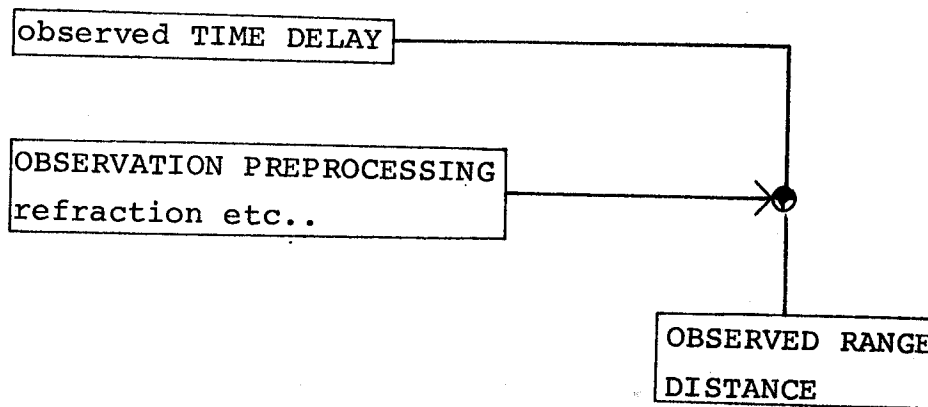 observed TIME DELAY
OBSERVATION PREPROCESSING
refraction etc..
OBSERVED RANGE
DISTANCE